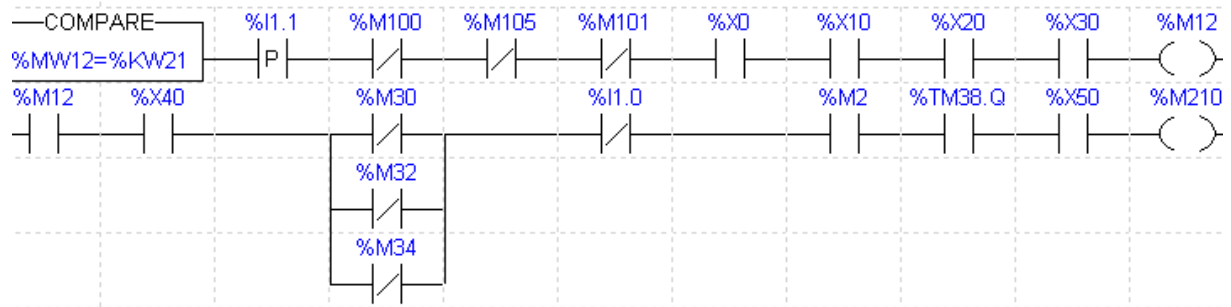 COMPARE %I1.1 %M100 %M105 %M101 %X0 %X10 %X20 %X30 %M12
%MW12=%KW21 P
%M12 %X40 %M30 %I1.0 %M2 %TM38.Q %X50 %M210
%M32
%M34